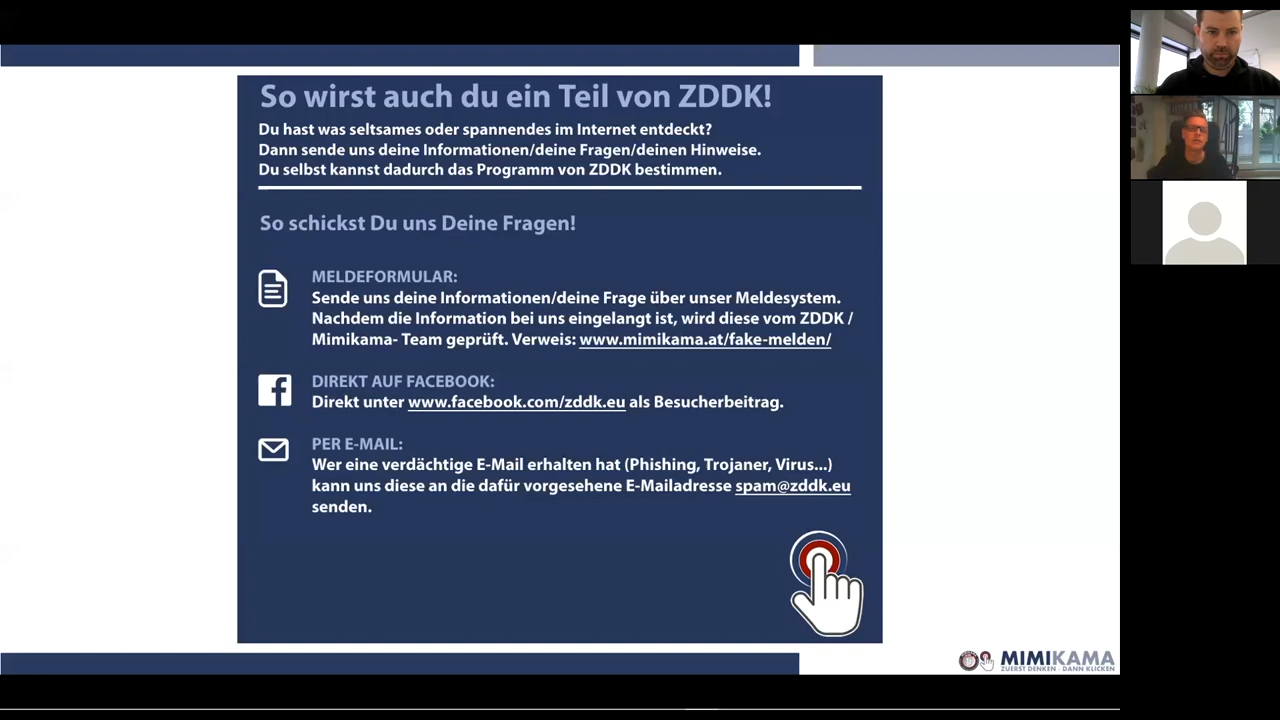 So wirst auch du ein Teil von ZDDK!
Du hast was seltsames oder spannendes im Internet entdeckt?
Dann sende uns deine Informationen/deine Fragen/deinen Hinweise.
Du selbst kannst dadurch das Programm von ZDDK bestimmen.
So schickst Du uns Deine Fragen!
MELDEFORMULAR:
Sende uns deine Informationen/deine Frage über unser Meldesystem.
Nachdem die Information bei uns eingelangt ist, wird diese vom ZDDK /
Mimikama- Team geprüft. Verweis: www.mimikama.at/fake-melden/
DIREKT AUF FACEBOOK:
Direkt unter www.facebook.com/zddk.eu als Besucherbeitrag.
PER E-MAIL:
Wer eine verdächtige E-Mail erhalten hat (Phishing, Trojaner, Virus...)
kann uns diese an die dafür vorgesehene E-Mailadresse spam@zddk.eu
senden.
MIMIKAMA
ZUERST DENKEN - DANN KLICKEN